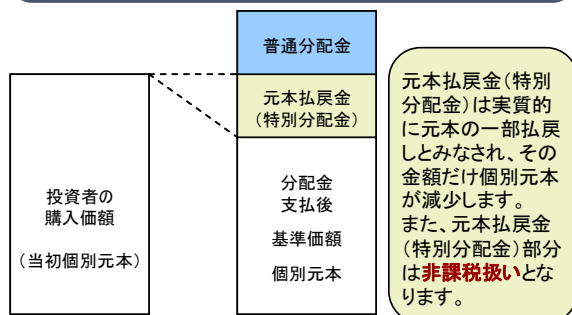 普通分配金
元本払戻金
(特別分配金)
投資者の
購入価額
(当初個別元本)
分配金
支払後
基準価額
個別元本
元本払戻金(特別
分配金)は実質的
に元本の一部払戻
しとみなされ、その
金額だけ個別元本
が減少します。
また、元本払戻金
(特別分配金)部分
は非課税扱いとな
ります。